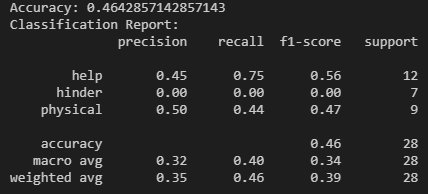 Accuracy: 0.4642857142857143
Classification Report:
precision recall f1-score support
help 0.45 0.75 0.56 12
hinder 0.00 0.00 0.00 7
physical 0.50 0.44 0.47 9
accuracy 0.46 28
macro avg 0.32 0.40 0.34 28
weighted avg 0.35 0.46 0.39 28